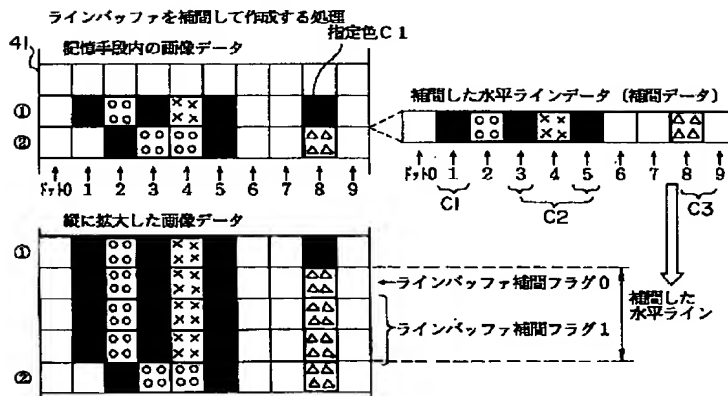 ラインバッファを補間して作成する処理
41
記憶手段内の画像データ
指定色C1
①
②
ドット0 1 2 3 4 5 6 7 8 9
補間した水平ラインデータ〔補間データ〕
ドット0 1 2 3 4 5 6 7 8 9
C1 C2 C3
縦に拡大した画像データ
①
ラインバッファ補間フラグ0
ラインバッファ補間フラグ1
②
補間した
水平ライン